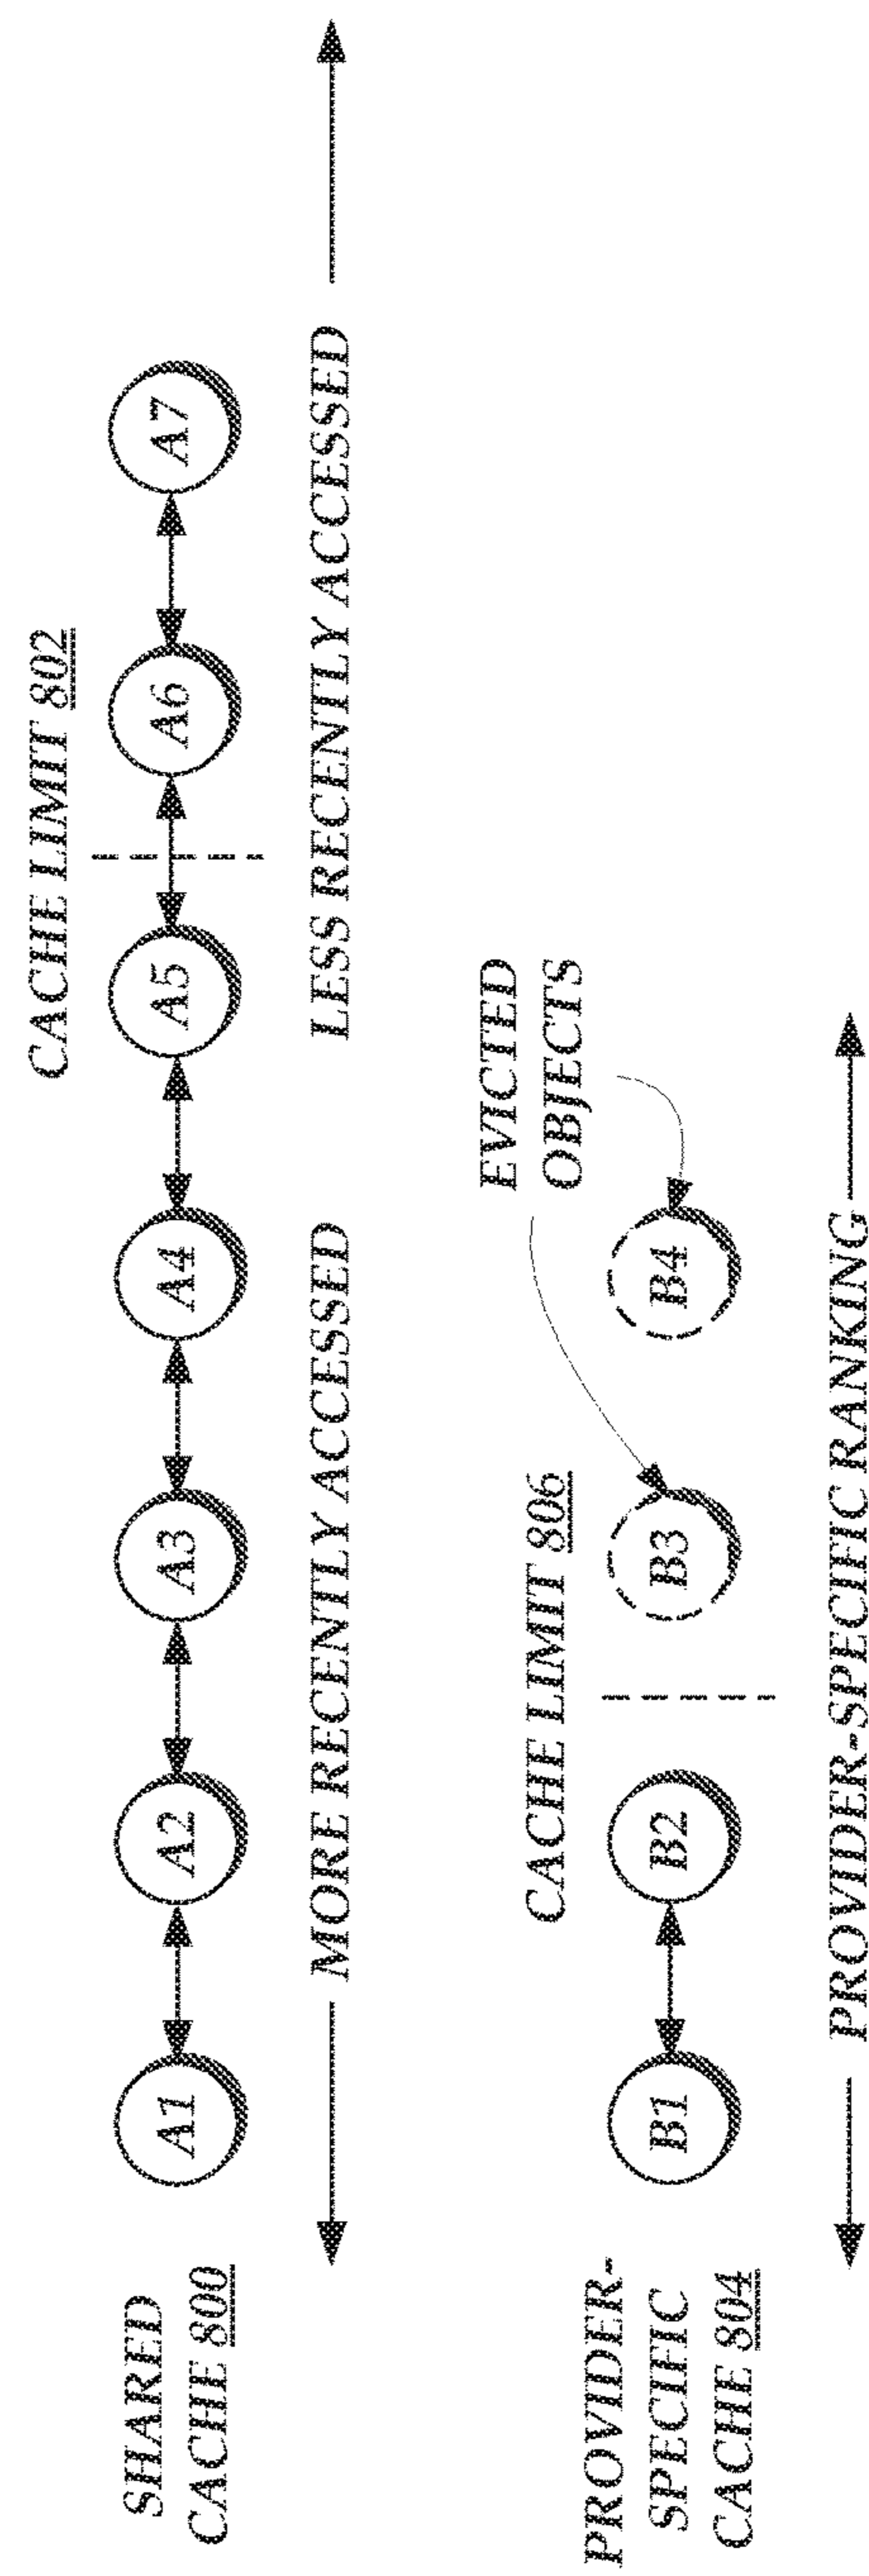 CACHE LIMIT 802
SHARED
CACHE 800
A1
A2
A3
A4
A5
A6
A7
MORE RECENTLY ACCESSED
LESS RECENTLY ACCESSED
EVICTED
OBJECTS
CACHE LIMIT 806
PROVIDER-
SPECIFIC
CACHE 804
B1
B2
B3
B4
PROVIDER-SPECIFIC RANKING